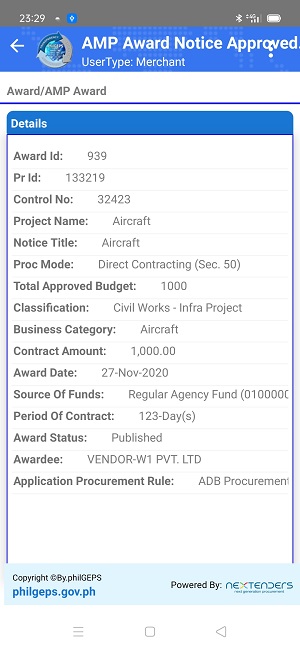 23:29
AMP Award Notice Approved.
UserType: Merchant
Award/AMP Award
Details
Award Id: 939
Pr Id: 133219
Control No: 32423
Project Name: Aircraft
Notice Title: Aircraft
Proc Mode: Direct Contracting (Sec. 50)
Total Approved Budget: 1000
Classification: Civil Works - Infra Project
Business Category: Aircraft
Contract Amount: 1,000.00
Award Date: 27-Nov-2020
Source Of Funds: Regular Agency Fund (0100000
Period Of Contract: 123-Day(s)
Award Status: Published
Awardee: VENDOR-W1 PVT. LTD
Application Procurement Rule: ADB Procurement
Copyright ©By.philGEPS
philgeps.gov.ph
Powered By: NEXTENDERS
next generation procurement